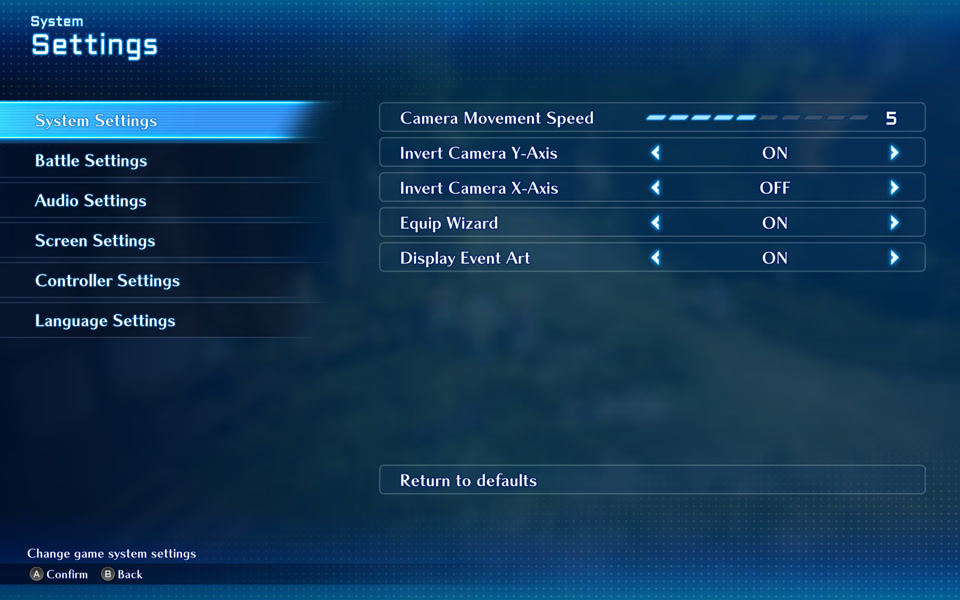 System
Settings
System Settings
Battle Settings
Audio Settings
Screen Settings
Controller Settings
Language Settings
Camera Movement Speed 5
Invert Camera Y-Axis ON
Invert Camera X-Axis OFF
Equip Wizard ON
Display Event Art ON
Return to defaults
Change game system settings
A Confirm B Back